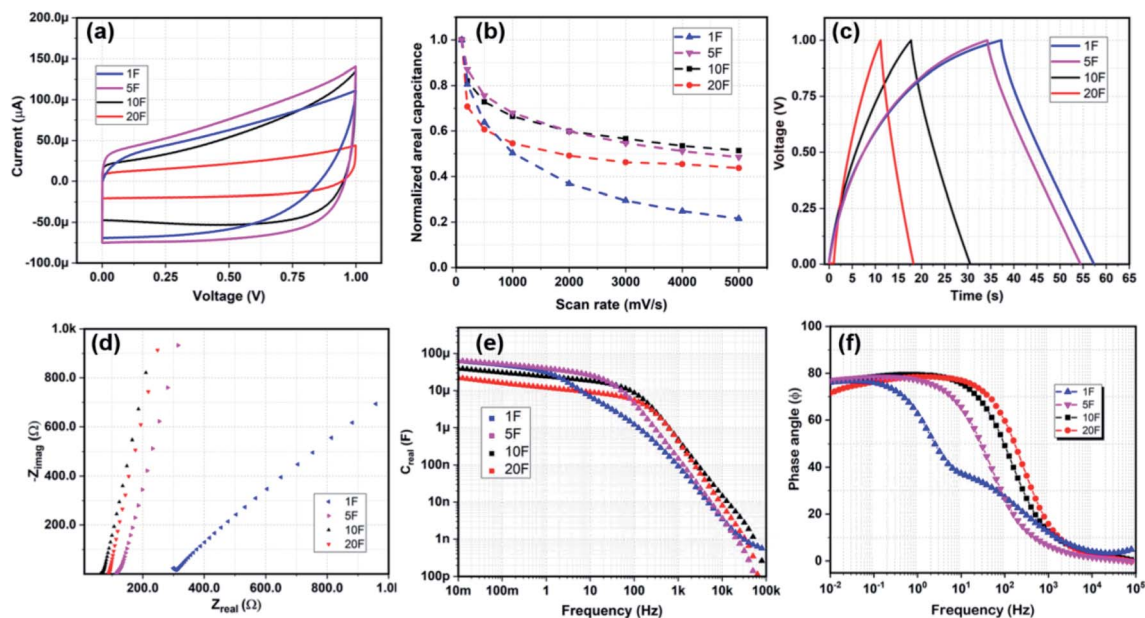 (a)
200.0µ
150.0µ
100.0µ
50.0µ
0.0
-50.0µ
-100.0µ
Current (µA)
1F
5F
10F
20F
0.00 0.25 0.50 0.75 1.00
Voltage (V)
(b)
1.0
0.8
0.6
0.4
0.2
0.0
Normalized areal capacitance
1F
5F
10F
20F
0 1000 2000 3000 4000 5000
Scan rate (mV/s)
(c)
1.00
0.75
0.50
0.25
0.00
Voltage (V)
1F
5F
10F
20F
0 5 10 15 20 25 30 35 40 45 50 55 60 65
Time (s)
(d)
1.0k
800.0
600.0
400.0
200.0
-Zimag (Ω)
1F
5F
10F
20F
200.0 400.0 600.0 800.0 1.0k
Zreal (Ω)
(e)
100µ
10µ
1µ
100n
10n
1n
100p
Creal (F)
1F
5F
10F
20F
10m 100m 1 10 100 1k 10k 100k
Frequency (Hz)
(f)
100
80
60
40
20
0
Phase angle (ϕ)
1F
5F
10F
20F
10-2 10-1 100 101 102 103 104 105
Frequency (Hz)